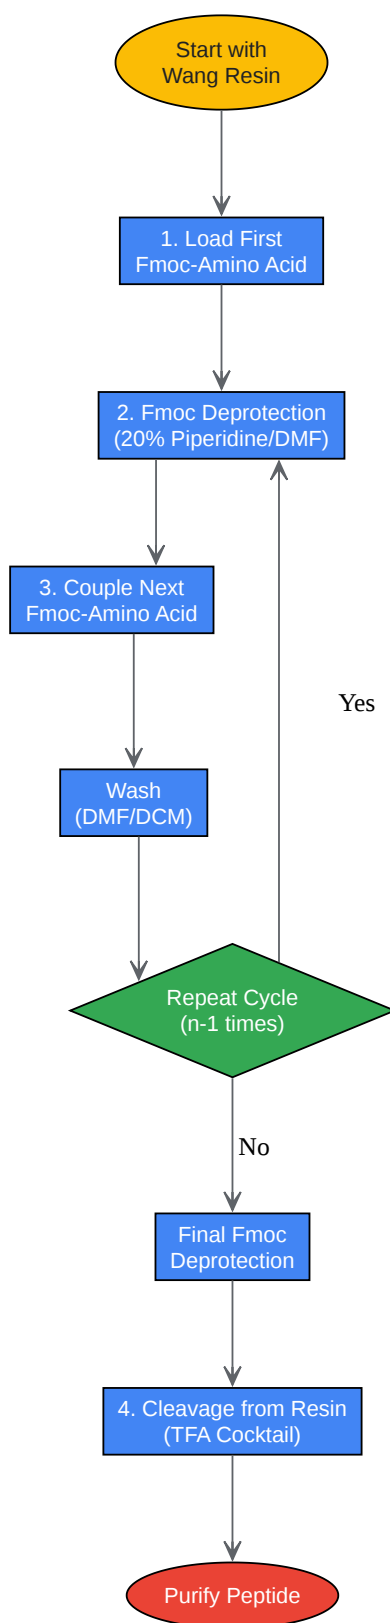 Start with
Wang Resin
1. Load First
Fmoc-Amino Acid
2. Fmoc Deprotection
(20% Piperidine/DMF)
3. Couple Next
Fmoc-Amino Acid
Yes
Wash
(DMF/DCM)
Repeat Cycle
(n-1 times)
No
Final Fmoc
Deprotection
4. Cleavage from Resin
(TFA Cocktail)
Purify Peptide